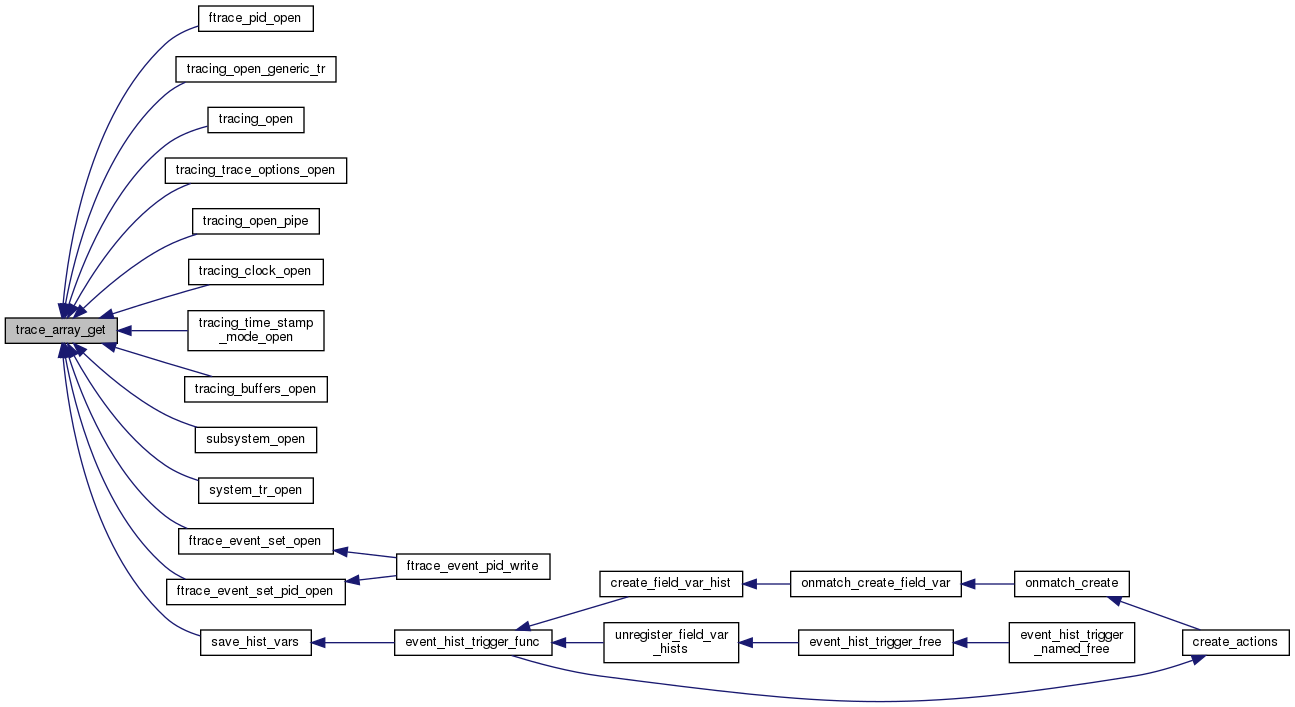 ftrace_pid_open
tracing_open_generic_tr
tracing_open
tracing_trace_options_open
tracing_open_pipe
tracing_clock_open
trace_array_get
tracing_time_stamp
_mode_open
tracing_buffers_open
subsystem_open
system_tr_open
ftrace_event_set_open
ftrace_event_pid_write
ftrace_event_set_pid_open
create_field_var_hist
onmatch_create_field_var
onmatch_create
save_hist_vars
event_hist_trigger_func
unregister_field_var
_hists
event_hist_trigger_free
event_hist_trigger
_named_free
create_actions